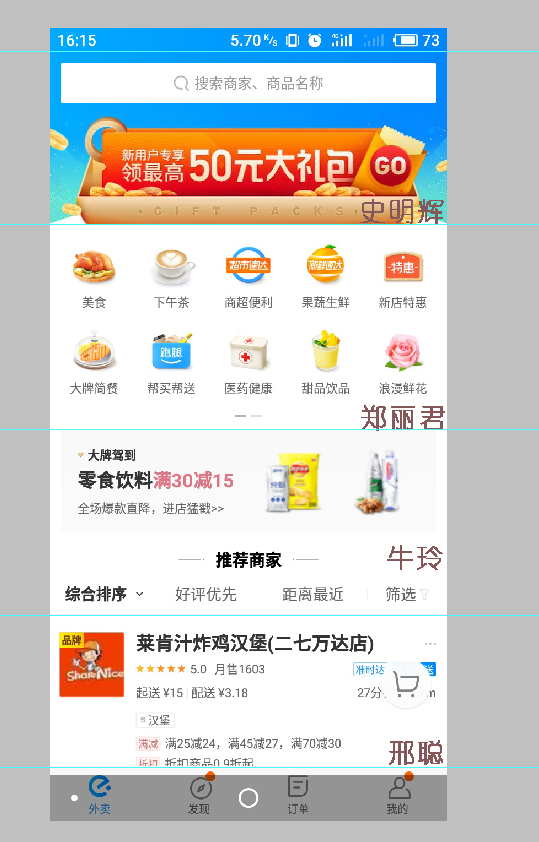 16:15 5.70 K/s 4G 73
搜索商家、商品名称
新用户专享
领最高50元大礼包 GO
GIFT PACKS
史明辉
超市速达 新鲜速达 特惠
美食 下午茶 商超便利 果蔬生鲜 新店特惠
跑腿
大牌简餐 帮买帮送 医药健康 甜品饮品 浪漫鲜花
郑丽君
大牌驾到
零食饮料满30减15
全场爆款直降，进店猛戳>>
推荐商家
牛玲
综合排序 好评优先 距离最近 筛选
品牌
莱肯汁炸鸡汉堡(二七万达店)
ShareNice
5.0 月售1603 准时达 送
起送 ¥15 配送 ¥3.18 27分 m
汉堡
满减 满25减24，满45减27，满70减30
邢聪
折扣 折扣商品0.9折起
外卖 发现 订单 我的